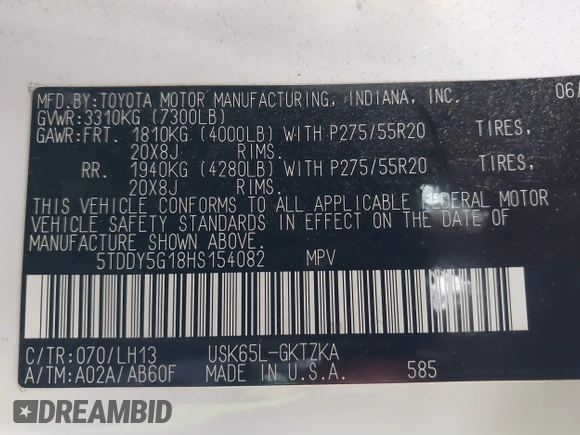 MFD.BY:TOYOTA MOTOR MANUFACTURING, INDIANA, INC. 06/
GVWR:3310KG (7300LB)
GAWR:FRT. 1810KG (4000LB) WITH P275/55R20 TIRES,
20X8J RIMS.
RR. 1940KG (4280LB) WITH P275/55R20 TIRES,
20X8J RIMS.
THIS VEHICLE CONFORMS TO ALL APPLICABLE FEDERAL MOTOR
VEHICLE SAFETY STANDARDS IN EFFECT ON THE DATE OF
MANUFACTURE SHOWN ABOVE.
5TDDY5G18HS154082 MPV
C/TR:070/LH13 USK65L-GKTZKA
A/TM:A02A/AB60F MADE IN U.S.A. 585
DREAMBID